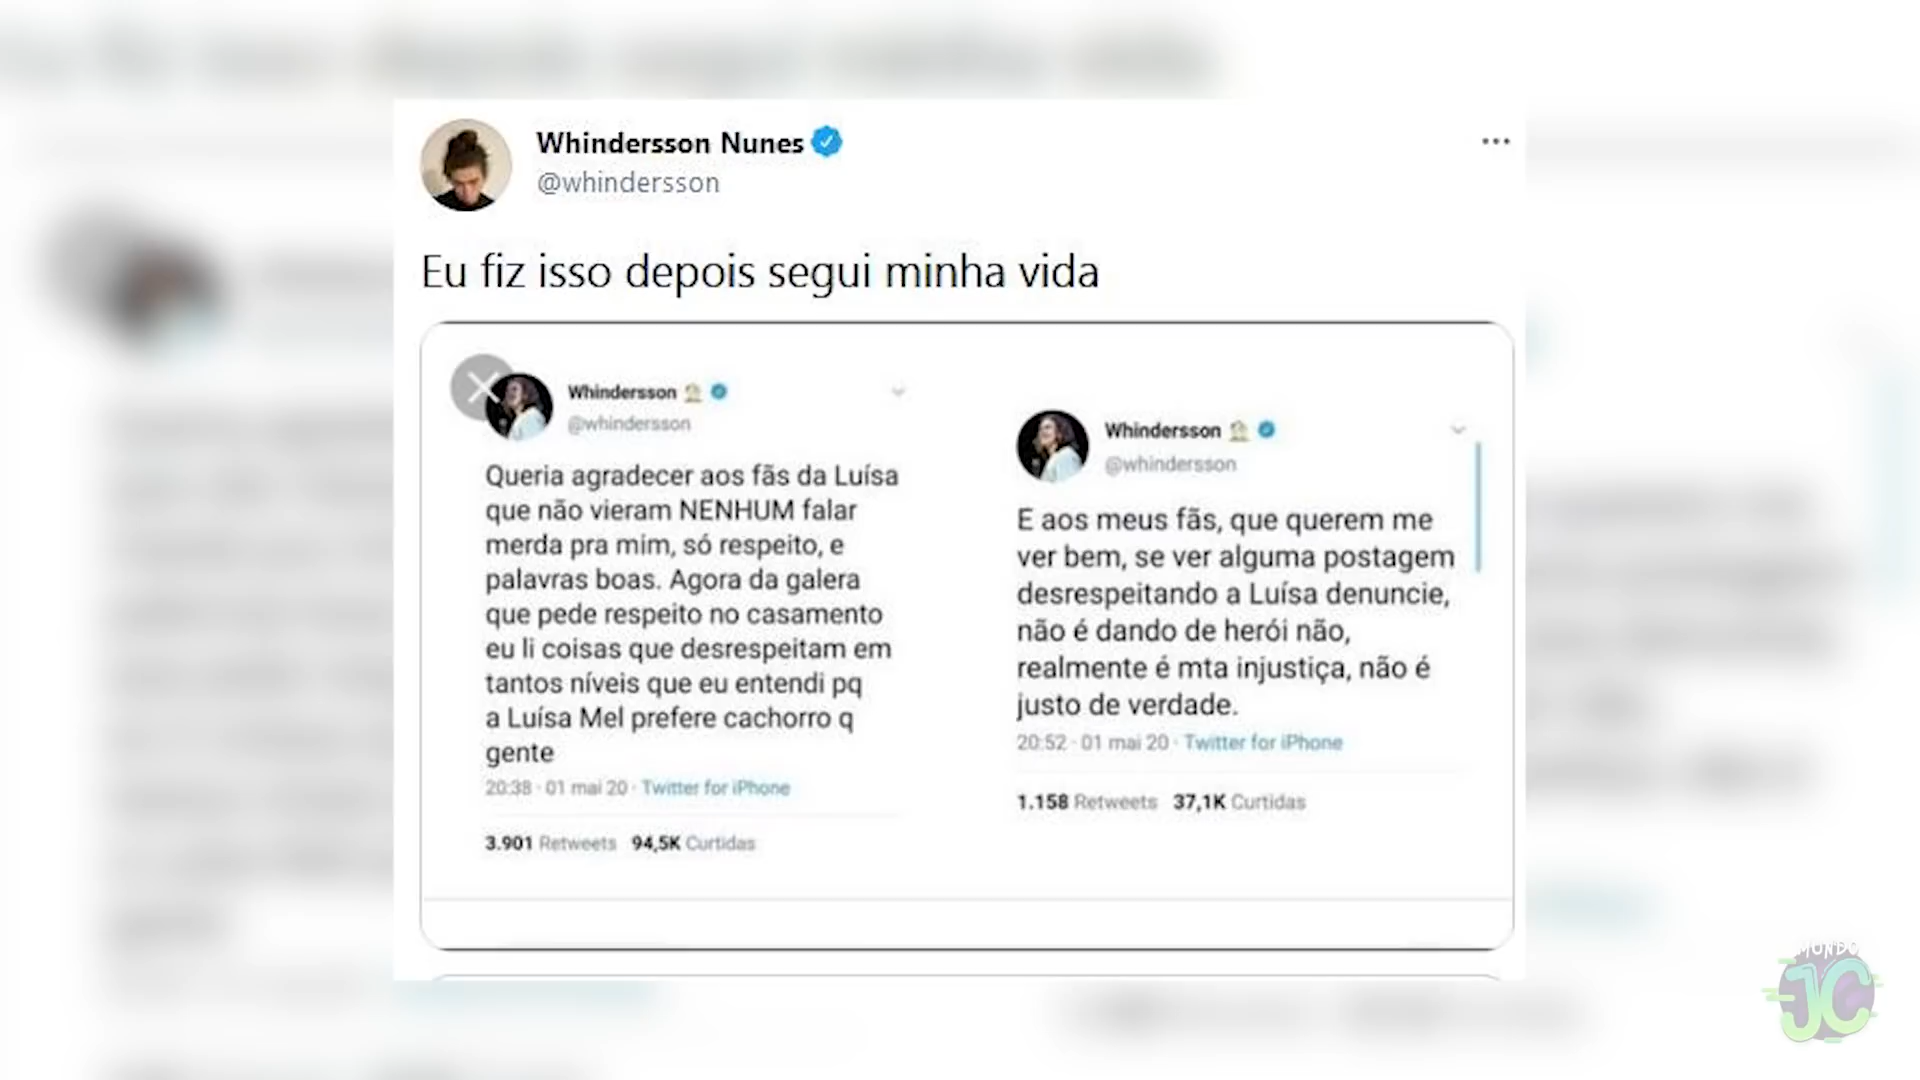 Whindersson Nunes
@whindersson
Eu fiz isso depois segui minha vida
Whindersson
@whindersson
Queria agradecer aos fãs da Luísa
que não vieram NENHUM falar
merda pra mim, só respeito, e
palavras boas. Agora da galera
que pede respeito no casamento
eu li coisas que desrespeitam em
tantos níveis que eu entendi pq
a Luísa Mel prefere cachorro q
gente
20:38 · 01 mai 20 · Twitter for iPhone
3.901 Retweets 94,5K Curtidas
Whindersson
@whindersson
E aos meus fãs, que querem me
ver bem, se ver alguma postagem
desrespeitando a Luísa denuncie,
não é dando de herói não,
realmente é mta injustiça, não é
justo de verdade.
20:52 · 01 mai 20 · Twitter for iPhone
1.158 Retweets 37,1K Curtidas
MUNDO
JC